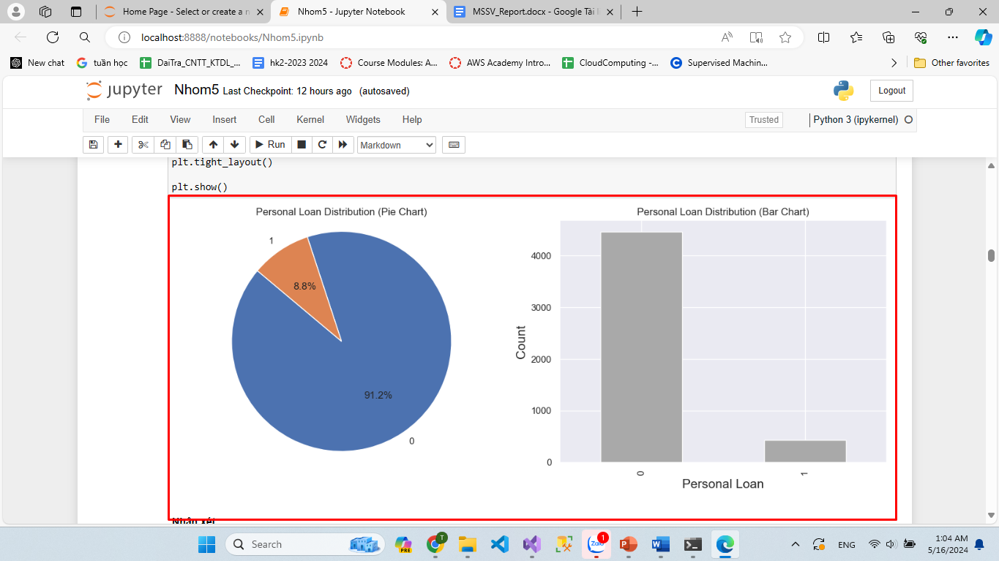 Home Page - Select or create a n
Nhom5 - Jupyter Notebook
MSSV_Report.docx - Google Tài l
localhost:8888/notebooks/Nhom5.ipynb
New chat
tuần học
DaiTra_CNTT_KTDL_...
hk2-2023 2024
Course Modules: A...
AWS Academy Intro...
CloudComputing -...
Supervised Machin...
Other favorites
jupyter Nhom5 Last Checkpoint: 12 hours ago (autosaved)
Logout
File Edit View Insert Cell Kernel Widgets Help
Trusted
Python 3 (ipykernel)
Run
Markdown
plt.tight_layout()
plt.show()
Personal Loan Distribution (Pie Chart)
1
8.8%
91.2%
0
Personal Loan Distribution (Bar Chart)
4000
3000
2000
1000
0
Count
0
1
Personal Loan
Nhận xét
Search
PRE
T
Zalo
1
ENG
1:04 AM
5/16/2024